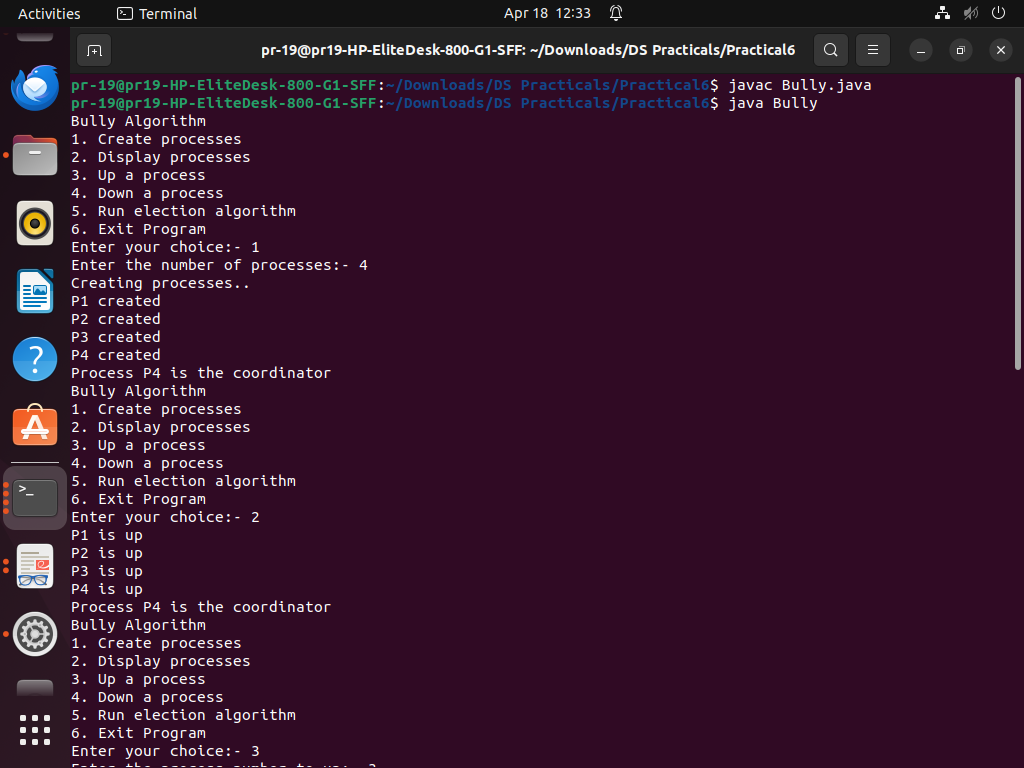 Activities
Terminal
Apr 18 12:33
pr-19@pr19-HP-EliteDesk-800-G1-SFF: ~/Downloads/DS Practicals/Practical6
pr-19@pr19-HP-EliteDesk-800-G1-SFF:~/Downloads/DS Practicals/Practical6$ javac Bully.java
pr-19@pr19-HP-EliteDesk-800-G1-SFF:~/Downloads/DS Practicals/Practical6$ java Bully
Bully Algorithm
1. Create processes
2. Display processes
3. Up a process
4. Down a process
5. Run election algorithm
6. Exit Program
Enter your choice:- 1
Enter the number of processes:- 4
Creating processes..
P1 created
P2 created
P3 created
P4 created
Process P4 is the coordinator
Bully Algorithm
1. Create processes
2. Display processes
3. Up a process
4. Down a process
5. Run election algorithm
6. Exit Program
Enter your choice:- 2
P1 is up
P2 is up
P3 is up
P4 is up
Process P4 is the coordinator
Bully Algorithm
1. Create processes
2. Display processes
3. Up a process
4. Down a process
5. Run election algorithm
6. Exit Program
Enter your choice:- 3
Enter the process number to up:-